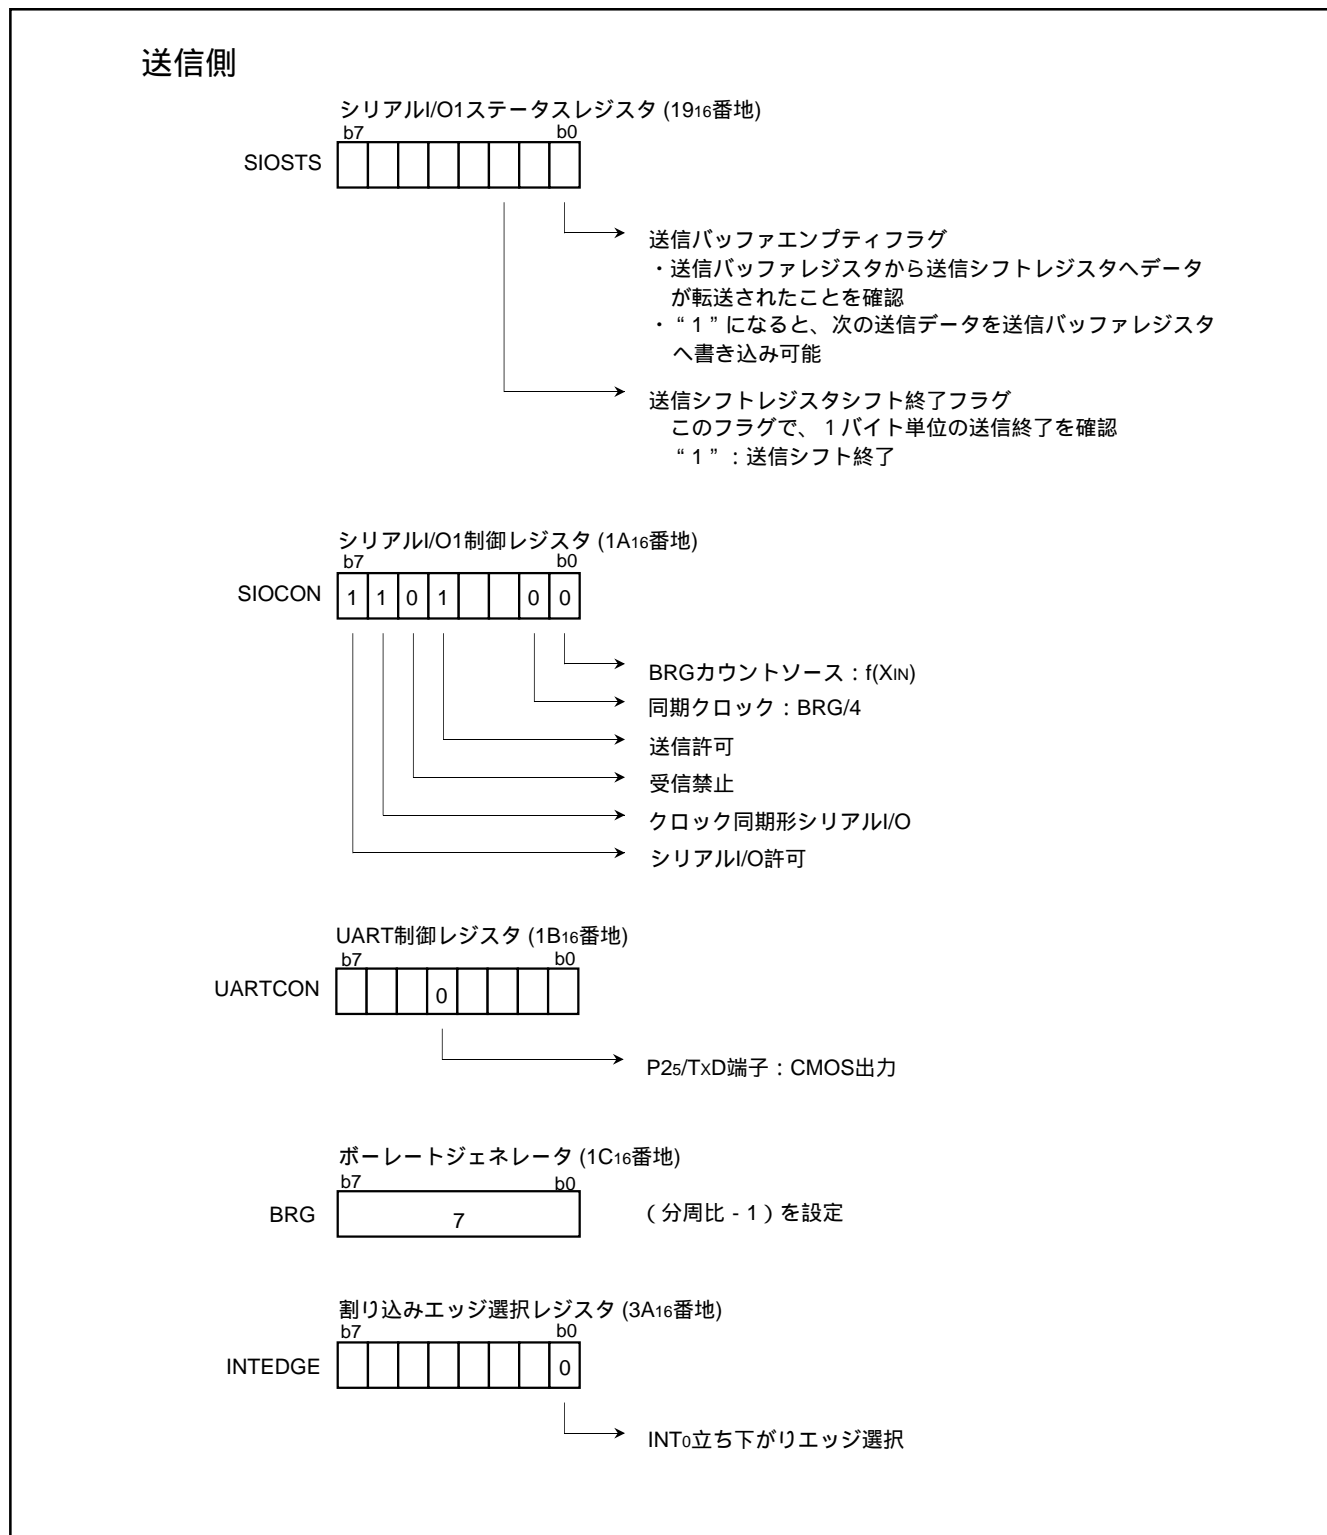 送信側
シリアルI/O1ステータスレジスタ (1916番地)
b7 b0
SIOSTS
送信バッファエンプティフラグ
・送信バッファレジスタから送信シフトレジスタへデータ
が転送されたことを確認
・“1”になると、次の送信データを送信バッファレジスタ
へ書き込み可能
送信シフトレジスタシフト終了フラグ
このフラグで、1バイト単位の送信終了を確認
“1”：送信シフト終了
シリアルI/O1制御レジスタ (1A16番地)
b7 b0
SIOCON 1 1 0 1 0 0
BRGカウントソース：f(XIN)
同期クロック：BRG/4
送信許可
受信禁止
クロック同期形シリアルI/O
シリアルI/O許可
UART制御レジスタ (1B16番地)
b7 b0
UARTCON 0
P25/TxD端子：CMOS出力
ボーレートジェネレータ (1C16番地)
b7 b0
BRG 7 （分周比 - 1）を設定
割り込みエッジ選択レジスタ (3A16番地)
b7 b0
INTEDGE 0
INT0立ち下がりエッジ選択